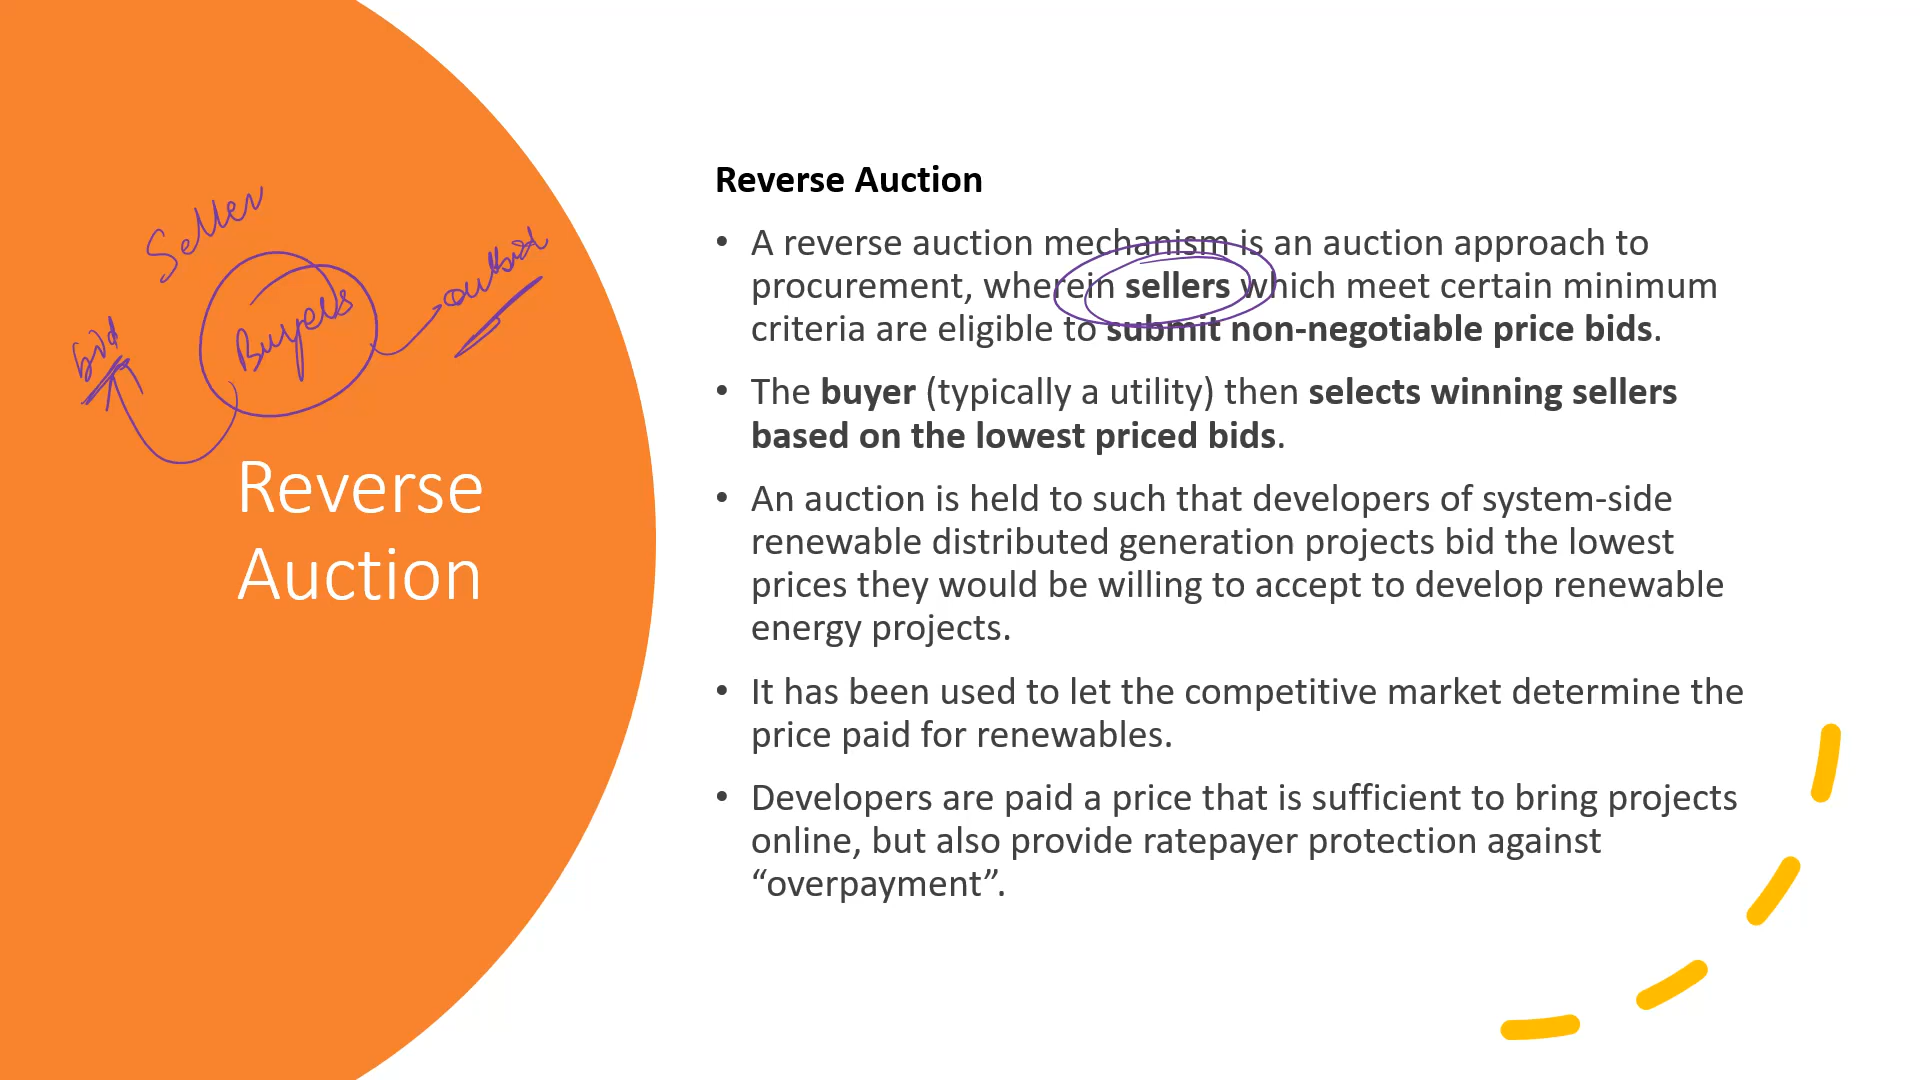 Seller
Buyers
outbid
bid
Reverse
Auction
Reverse Auction
• A reverse auction mechanism is an auction approach to
procurement, wherein sellers which meet certain minimum
criteria are eligible to submit non-negotiable price bids.
• The buyer (typically a utility) then selects winning sellers
based on the lowest priced bids.
• An auction is held to such that developers of system-side
renewable distributed generation projects bid the lowest
prices they would be willing to accept to develop renewable
energy projects.
• It has been used to let the competitive market determine the
price paid for renewables.
• Developers are paid a price that is sufficient to bring projects
online, but also provide ratepayer protection against
“overpayment”.